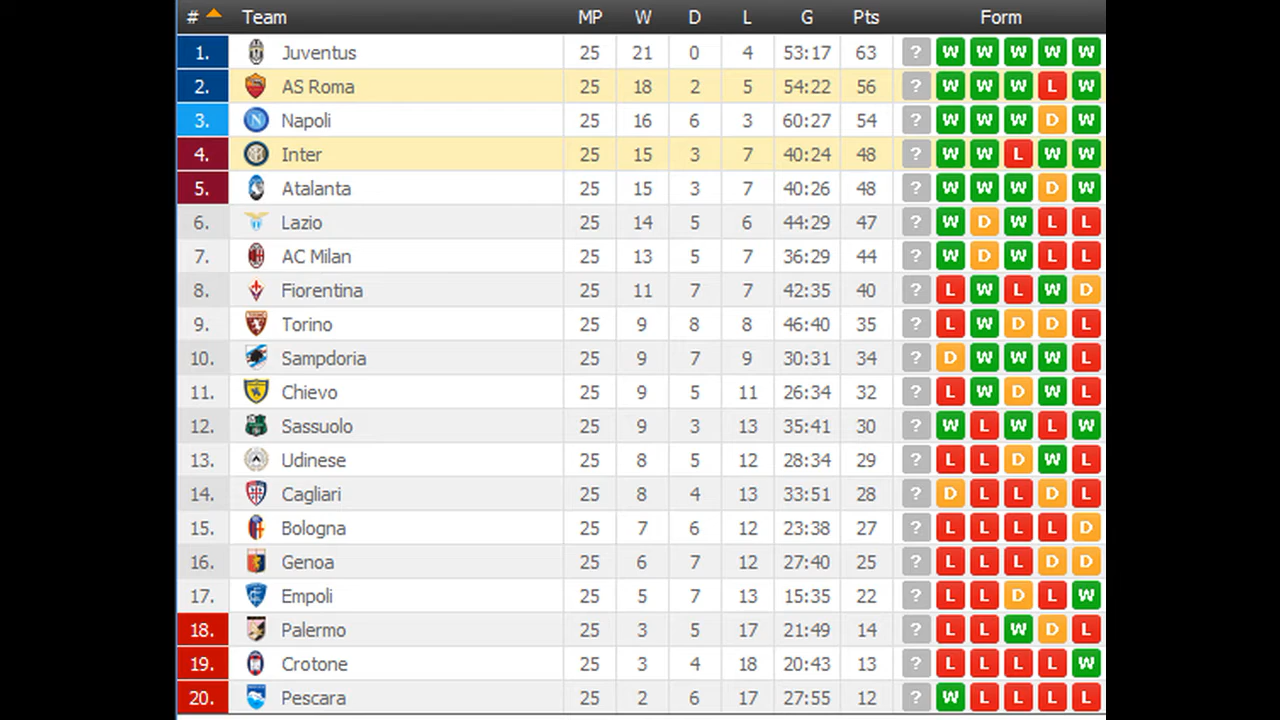 # Team MP W D L G Pts Form
1. Juventus 25 21 0 4 53:17 63 ? W W W W W
2. AS Roma 25 18 2 5 54:22 56 ? W W W L W
3. Napoli 25 16 6 3 60:27 54 ? W W W D W
4. Inter 25 15 3 7 40:24 48 ? W W L W W
5. Atalanta 25 15 3 7 40:26 48 ? W W W D W
6. Lazio 25 14 5 6 44:29 47 ? W D W L L
7. AC Milan 25 13 5 7 36:29 44 ? W D W L L
8. Fiorentina 25 11 7 7 42:35 40 ? L W L W D
9. Torino 25 9 8 8 46:40 35 ? L W D D L
10. Sampdoria 25 9 7 9 30:31 34 ? D W W W L
11. Chievo 25 9 5 11 26:34 32 ? L W D W L
12. Sassuolo 25 9 3 13 35:41 30 ? W L W L W
13. Udinese 25 8 5 12 28:34 29 ? L L D W L
14. Cagliari 25 8 4 13 33:51 28 ? D L L D L
15. Bologna 25 7 6 12 23:38 27 ? L L L L D
16. Genoa 25 6 7 12 27:40 25 ? L L L D D
17. Empoli 25 5 7 13 15:35 22 ? L L D L W
18. Palermo 25 3 5 17 21:49 14 ? L L W D L
19. Crotone 25 3 4 18 20:43 13 ? L L L L W
20. Pescara 25 2 6 17 27:55 12 ? W L L L L